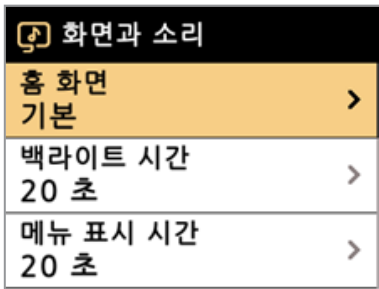 화면과 소리
홈 화면
기본
백라이트 시간
20 초
메뉴 표시 시간
20 초